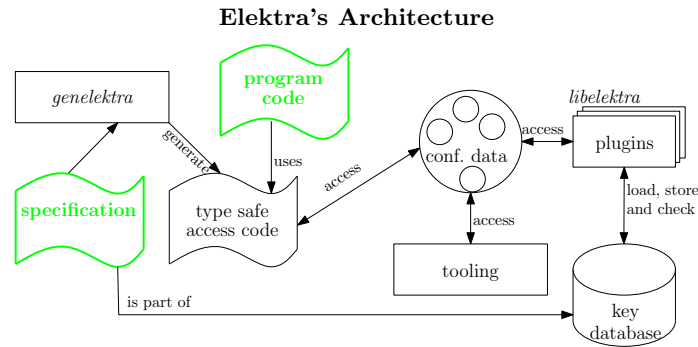 Elektra's Architecture
genelektra
program
code
libelektra
generate
uses
access
conf. data
access
plugins
specification
type safe
access code
access
load, store
and check
tooling
is part of
key
database